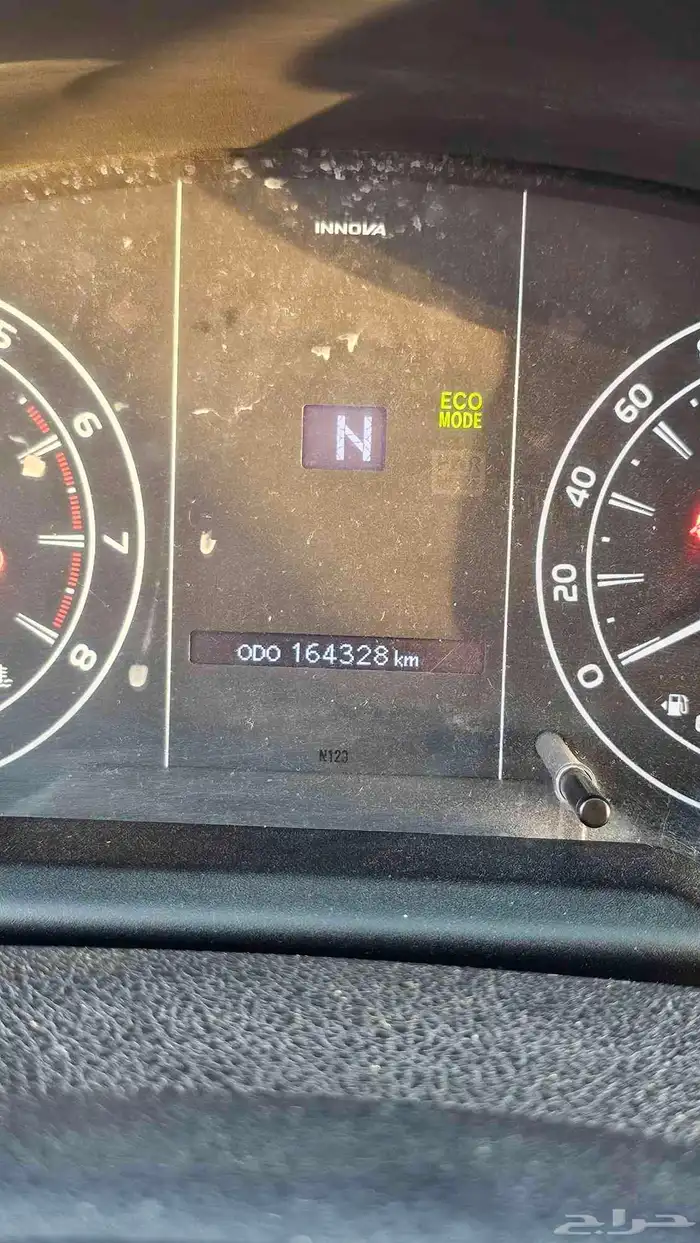 INNOVA
5
6
7
8
N
ECO
MODE
ODO 164328 km
N123
60
40
20
0
حراج